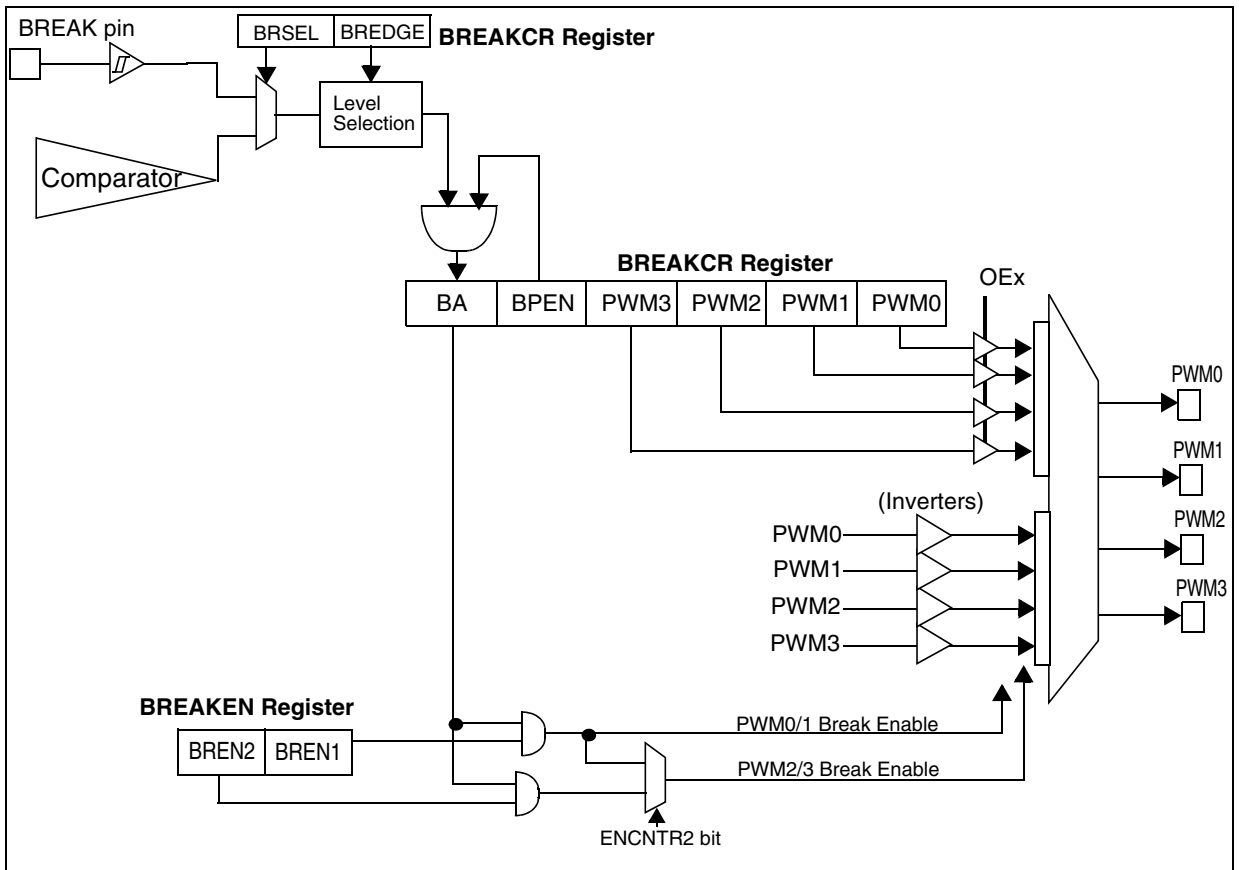 BREAK pin
BRSEL BREDGE BREAKCR Register
Level
Selection
Comparator
BREAKCR Register
OEx
BA BPEN PWM3 PWM2 PWM1 PWM0
PWM0
PWM1
PWM2
PWM3
(Inverters)
PWM0
PWM1
PWM2
PWM3
BREAKEN Register
BREN2 BREN1
PWM0/1 Break Enable
PWM2/3 Break Enable
ENCNTR2 bit